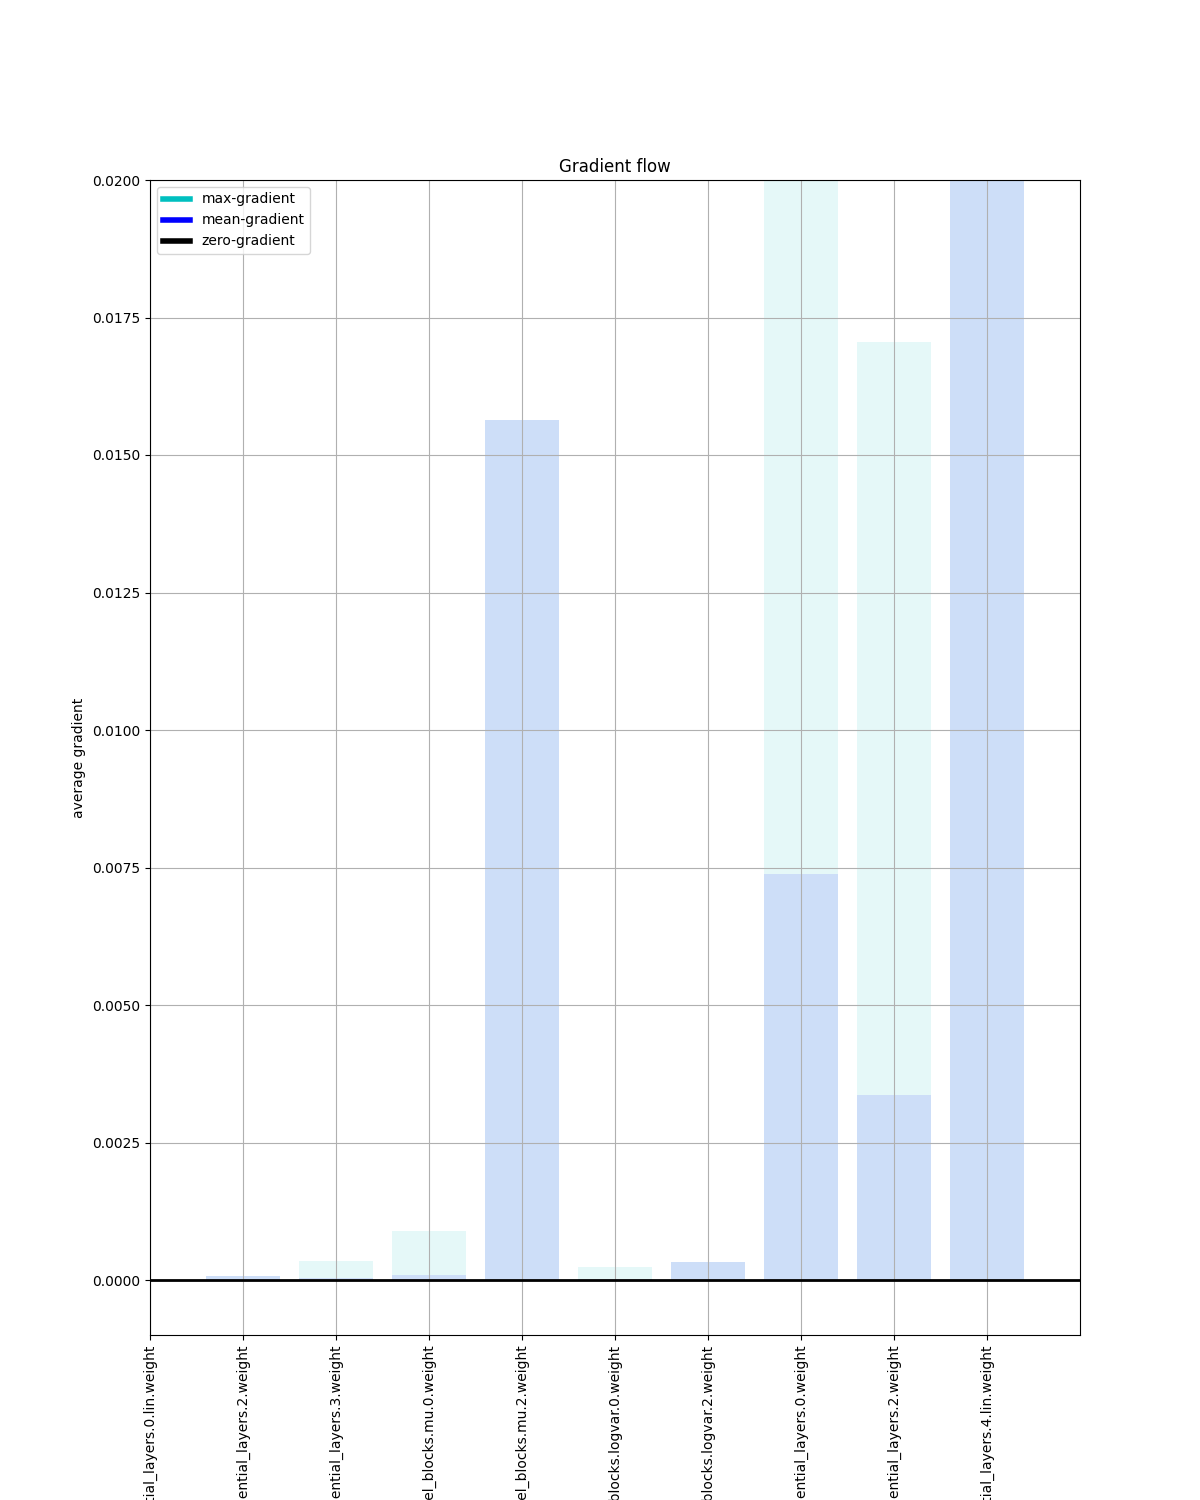 Gradient flow
max-gradient
mean-gradient
zero-gradient
0.0200
0.0175
0.0150
0.0125
0.0100
0.0075
0.0050
0.0025
0.0000
average gradient
tial_layers.0.lin.weight
ential_layers.2.weight
ential_layers.3.weight
el_blocks.mu.0.weight
el_blocks.mu.2.weight
blocks.logvar.0.weight
blocks.logvar.2.weight
ential_layers.0.weight
ential_layers.2.weight
tial_layers.4.lin.weight